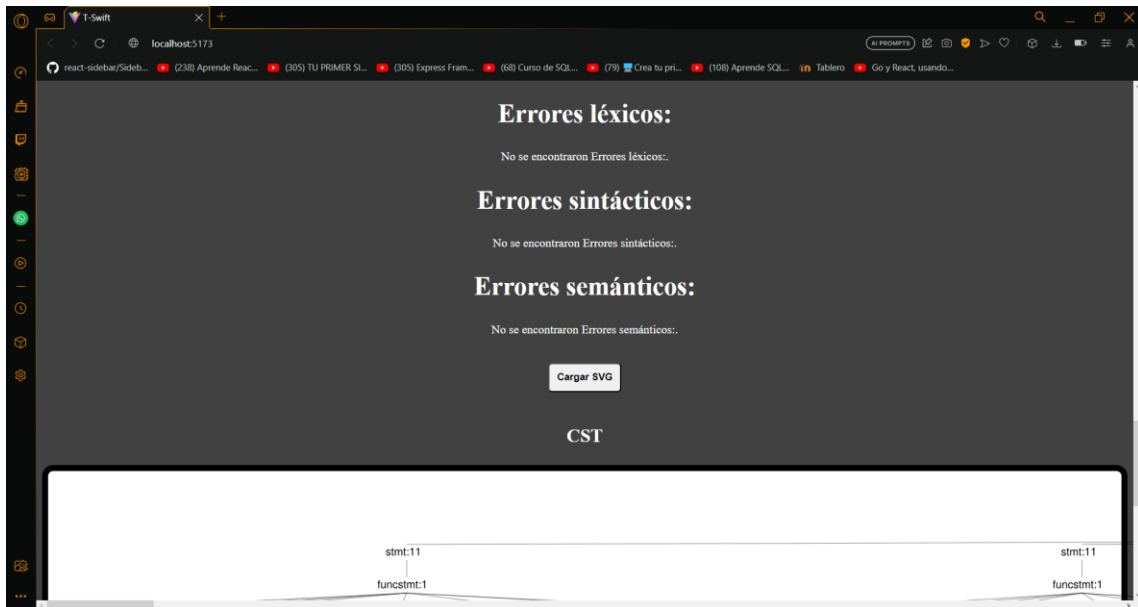 T-Swift
localhost:5173
AI PROMPTS
react-sidebar/Sideb...
(238) Aprende Reac...
(305) TU PRIMER SI...
(305) Express Fram...
(68) Curso de SQL...
(79) Crea tu pri...
(108) Aprende SQL...
Tablero
Go y React, usando...
Errores léxicos:
No se encontraron Errores léxicos:.
Errores sintácticos:
No se encontraron Errores sintácticos:.
Errores semánticos:
No se encontraron Errores semánticos:.
Cargar SVG
CST
stmt:11
stmt:11
funcstmt:1
funcstmt:1